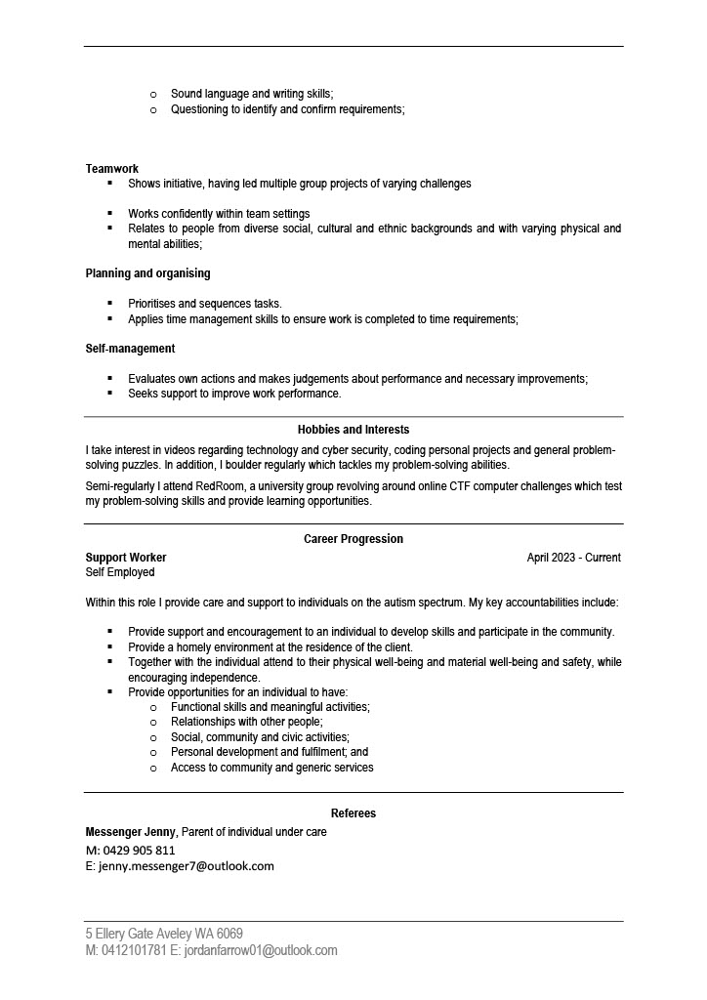 o Sound language and writing skills;
o Questioning to identify and confirm requirements;
Teamwork
▪ Shows initiative, having led multiple group projects of varying challenges
▪ Works confidently within team settings
▪ Relates to people from diverse social, cultural and ethnic backgrounds and with varying physical and
mental abilities;
Planning and organising
▪ Prioritises and sequences tasks.
▪ Applies time management skills to ensure work is completed to time requirements;
Self-management
▪ Evaluates own actions and makes judgements about performance and necessary improvements;
▪ Seeks support to improve work performance.
Hobbies and Interests
I take interest in videos regarding technology and cyber security, coding personal projects and general problem-
solving puzzles. In addition, I boulder regularly which tackles my problem-solving abilities.
Semi-regularly I attend RedRoom, a university group revolving around online CTF computer challenges which test
my problem-solving skills and provide learning opportunities.
Career Progression
Support Worker April 2023 - Current
Self Employed
Within this role I provide care and support to individuals on the autism spectrum. My key accountabilities include:
▪ Provide support and encouragement to an individual to develop skills and participate in the community.
▪ Provide a homely environment at the residence of the client.
▪ Together with the individual attend to their physical well-being and material well-being and safety, while
encouraging independence.
▪ Provide opportunities for an individual to have:
o Functional skills and meaningful activities;
o Relationships with other people;
o Social, community and civic activities;
o Personal development and fulfilment; and
o Access to community and generic services
Referees
Messenger Jenny, Parent of individual under care
M: 0429 905 811
E: jenny.messenger7@outlook.com
5 Ellery Gate Aveley WA 6069
M: 0412101781 E: jordanfarrow01@outlook.com